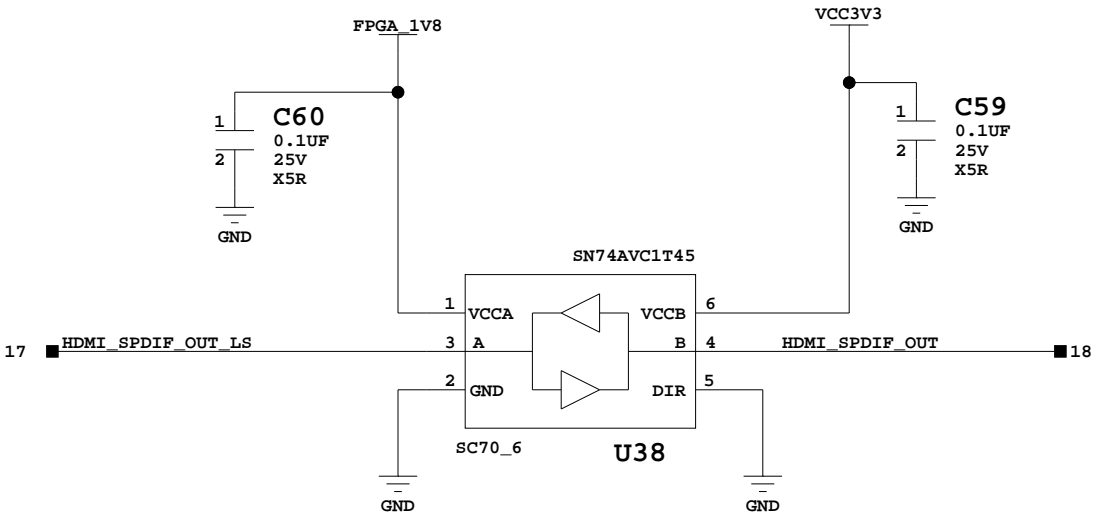 FPGA_1V8
VCC3V3
1
C60
0.1UF
2
25V
X5R
GND
1
C59
0.1UF
2
25V
X5R
GND
SN74AVC1T45
1 VCCA VCCB 6
17 HDMI_SPDIF_OUT_LS 3 A B 4 HDMI_SPDIF_OUT 18
2 GND DIR 5
SC70_6 U38
GND
GND